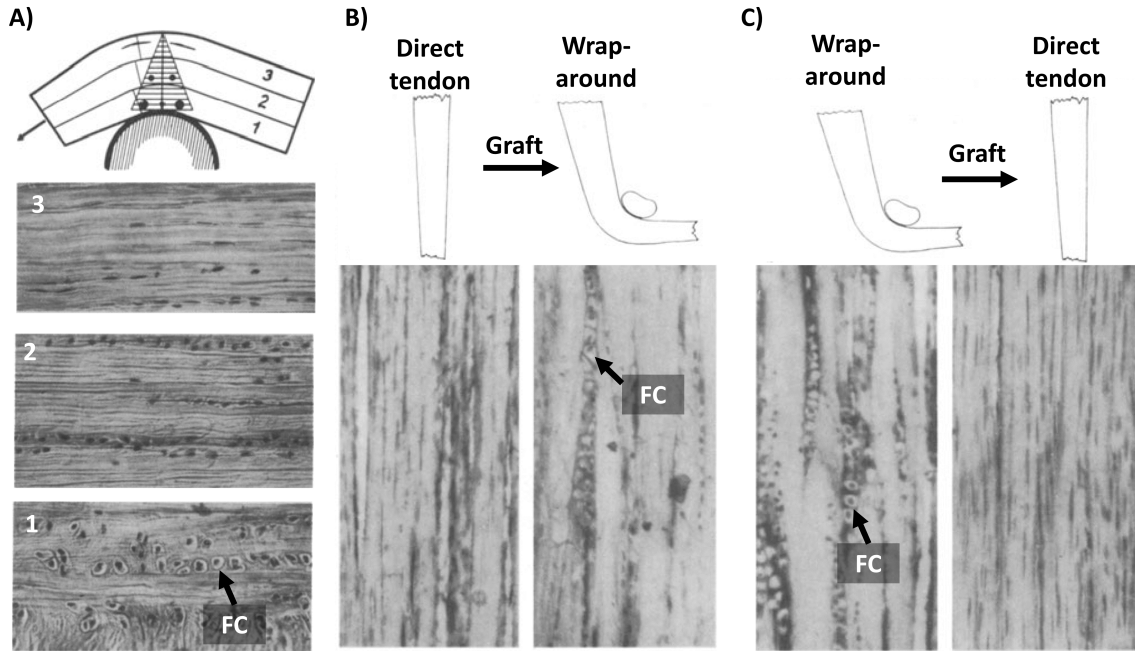 A)
3
2
1
3
2
1
FC
B)
Direct
tendon
Graft
Wrap-
around
FC
C)
Wrap-
around
Graft
Direct
tendon
FC